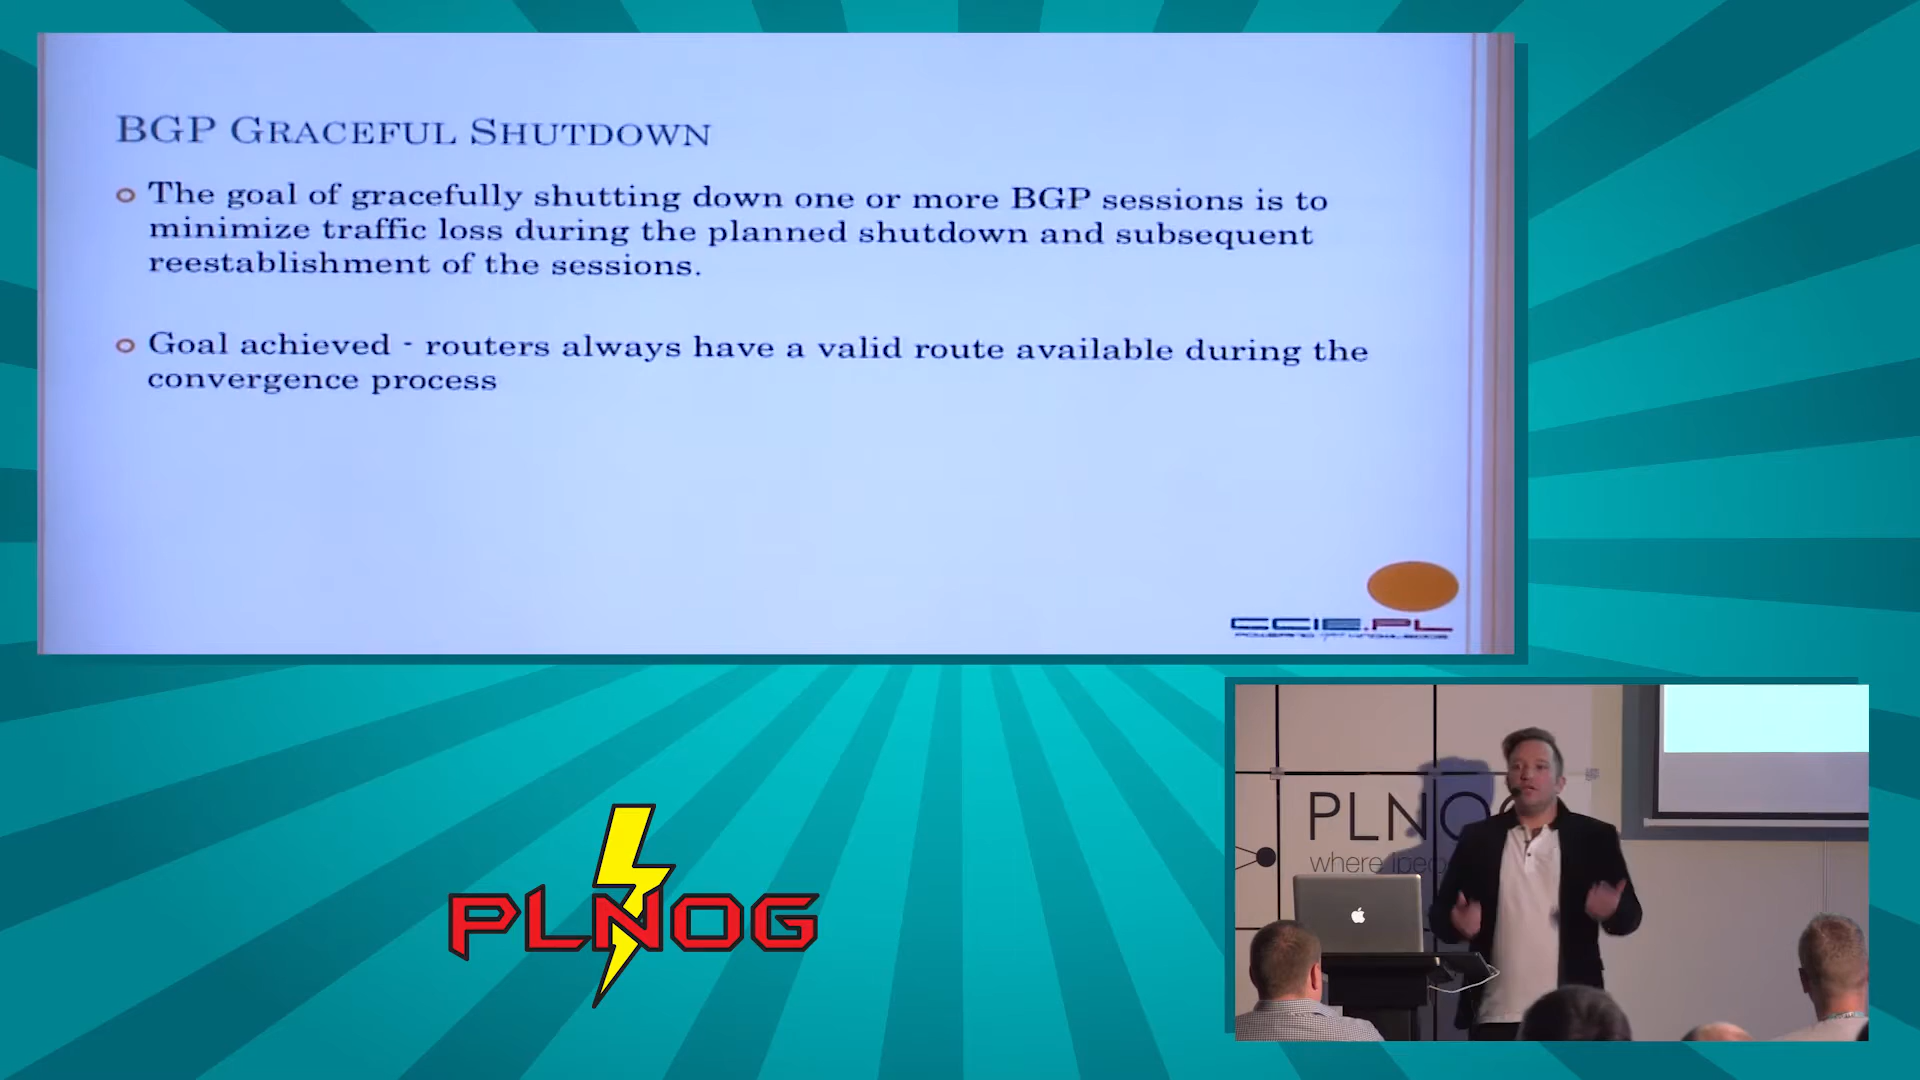 BGP GRACEFUL SHUTDOWN
The goal of gracefully shutting down one or more BGP sessions is to
minimize traffic loss during the planned shutdown and subsequent
reestablishment of the sessions.
Goal achieved - routers always have a valid route available during the
convergence process
CCIE.PL
PLNOG
PLNO
where